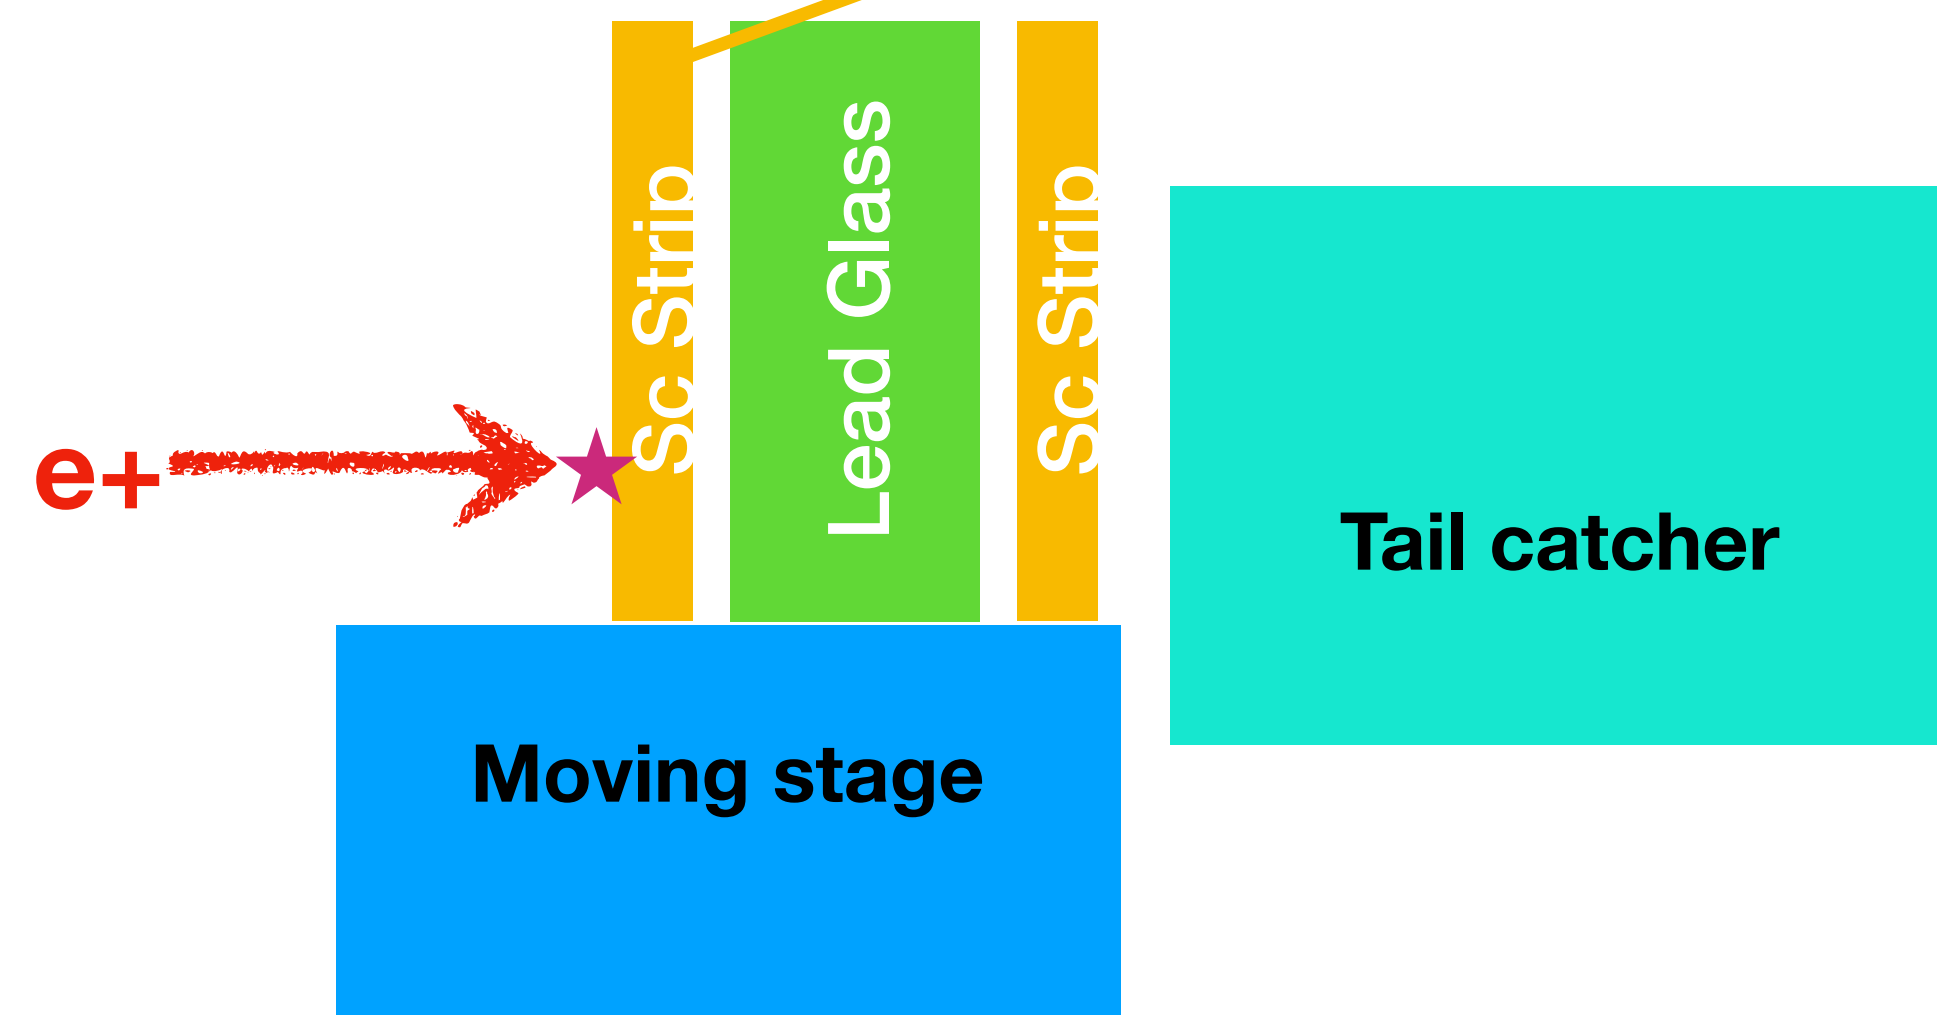 e+
Sc Strip
Lead Glass
Sc Strip
Tail catcher
Moving stage